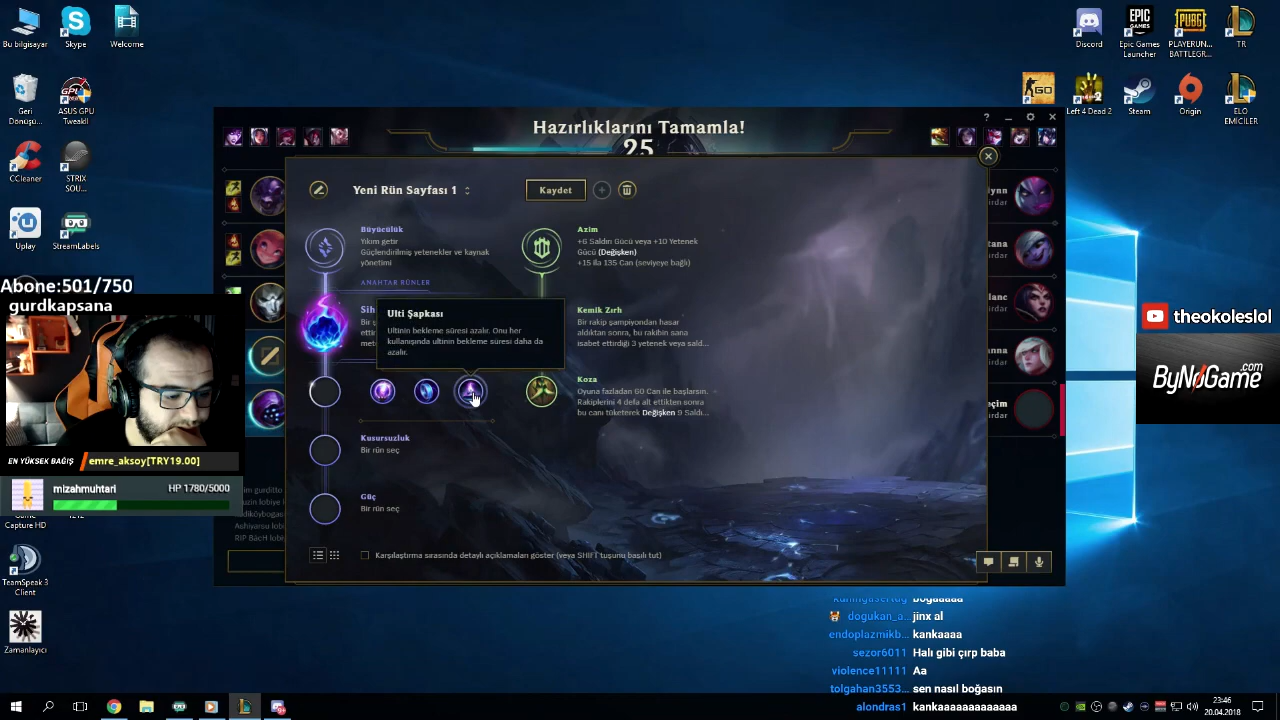 Bu bilgisayar
Skype
Welcome
Discord
Epic Games
Launcher
PLAYERUN...
BATTLEGR...
TR
Geri
Dönüşü...
ASUS GPU
TweakII
GO
Left 4 Dead 2
Steam
Origin
ELO
EMİCİLER
CCleaner
STRIX
SOU...
Uplay
StreamLabels
Hazırlıklarını Tamamla!
25
Yeni Rün Sayfası 1
Kaydet
Büyücülük
Yıkım getir
Güçlendirilmiş yetenekler ve kaynak
yönetimi
ANAHTAR RÜNLER
Azim
+6 Saldırı Gücü veya +10 Yetenek
Gücü (Değişken)
+15 ila 135 Can (seviyeye bağlı)
Ulti Şapkası
Ultinin bekleme süresi azalır. Onu her
kullanışında ultinin bekleme süresi daha da
azalır.
Kemik Zırh
Bir rakip şampiyondan hasar
aldıktan sonra, bu rakibin sana
isabet ettirdiği 3 yetenek veya sald...
Koza
Oyuna fazladan 60 Can ile başlarsın.
Rakiplerini 4 defa alt ettikten sonra
bu canı tüketerek Değişken 9 Saldı...
Kusursuzluk
Bir rün seç
Güç
Bir rün seç
Karşılaştırma sırasında detaylı açıklamaları göster (veya SHIFT tuşunu basılı tut)
Abone:501/750
gurdkapsana
EN YÜKSEK BAĞIŞ
emre_aksoy[TRY19.00]
mizahmuhtari
HP 1780/5000
Capture HD
TeamSpeak 3
Client
Zamanlayıcı
theokoleslol
ByNoGame.com
boğaaaaa
dogukan_a... jinx al
endoplazmikb... kankaaaa
sezor6011 Halı gibi çırp baba
violence11111 Aa
tolgahan3553... sen nasıl boğasın
alondras1 kankaaaaaaaaaaaa
23:46
20.04.2018